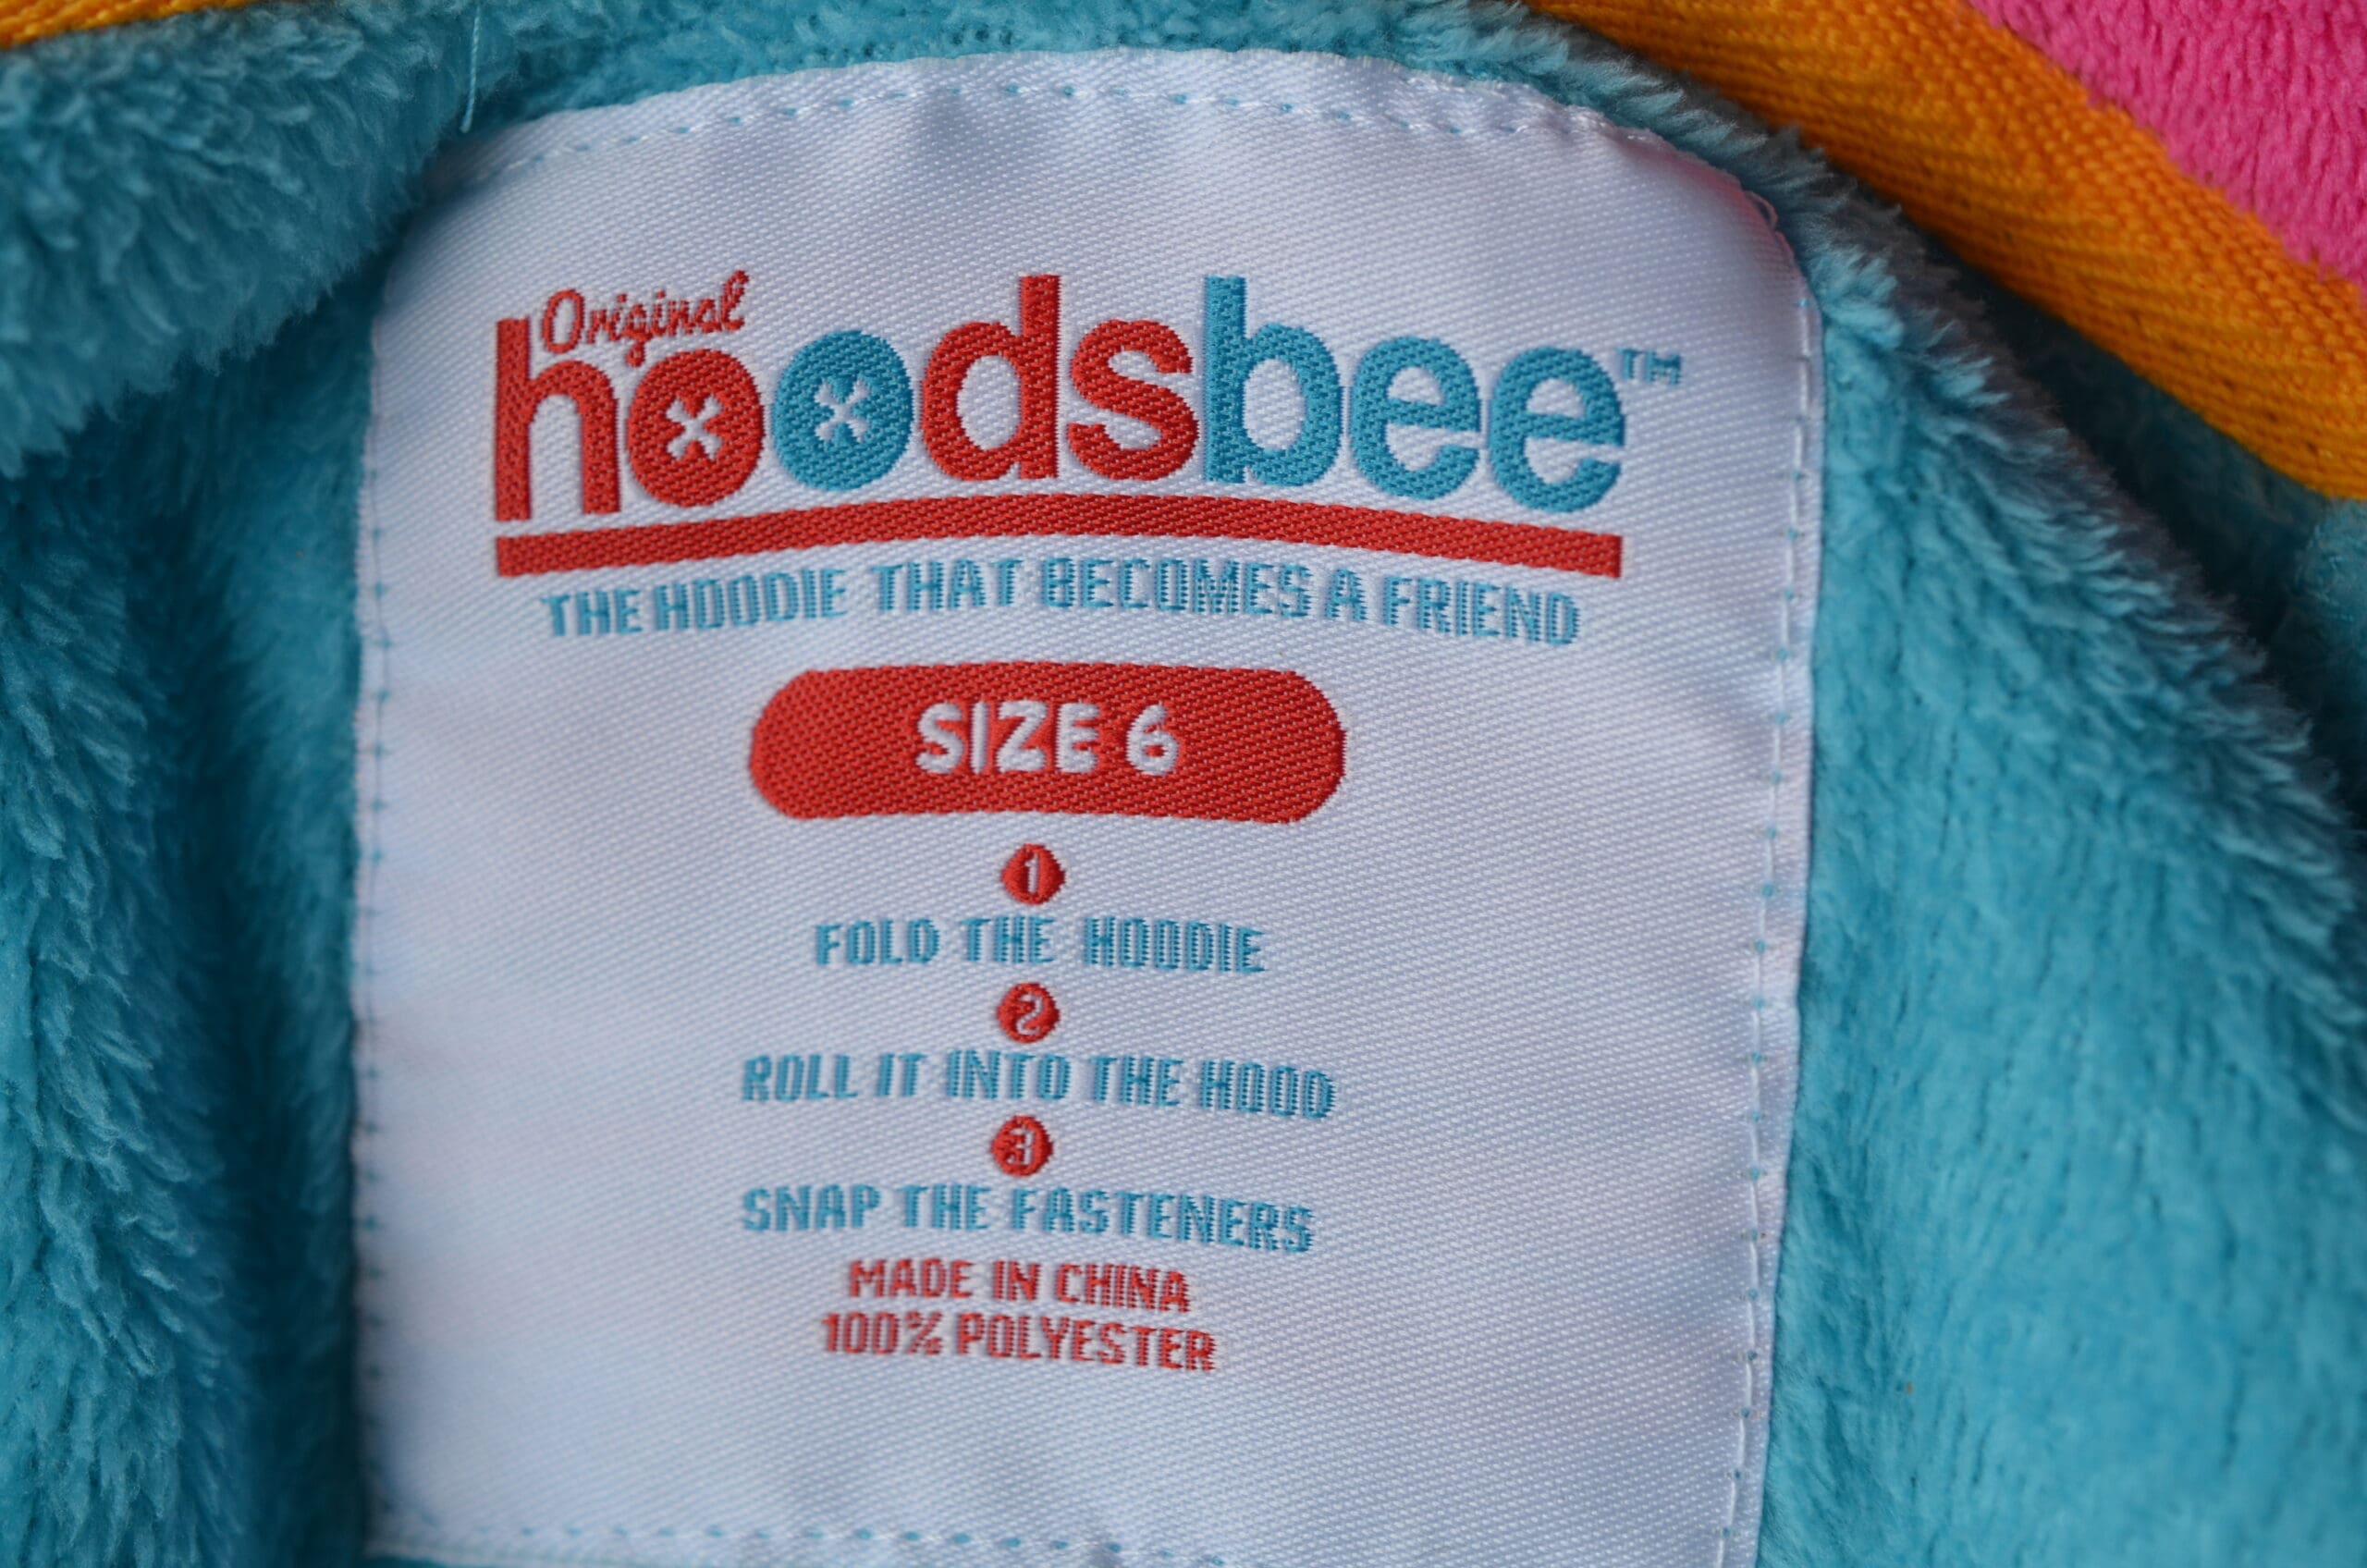 Original
hoodsbee™
THE HOODIE THAT BECOMES A FRIEND
SIZE 6
1
FOLD THE HOODIE
2
ROLL IT INTO THE HOOD
3
SNAP THE FASTENERS
MADE IN CHINA
100% POLYESTER